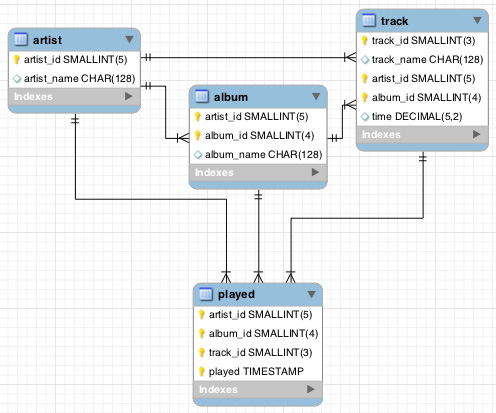 artist
artist_id SMALLINT(5)
artist_name CHAR(128)
Indexes
album
artist_id SMALLINT(5)
album_id SMALLINT(4)
album_name CHAR(128)
Indexes
track
track_id SMALLINT(3)
track_name CHAR(128)
artist_id SMALLINT(5)
album_id SMALLINT(4)
time DECIMAL(5,2)
Indexes
played
artist_id SMALLINT(5)
album_id SMALLINT(4)
track_id SMALLINT(3)
played TIMESTAMP
Indexes